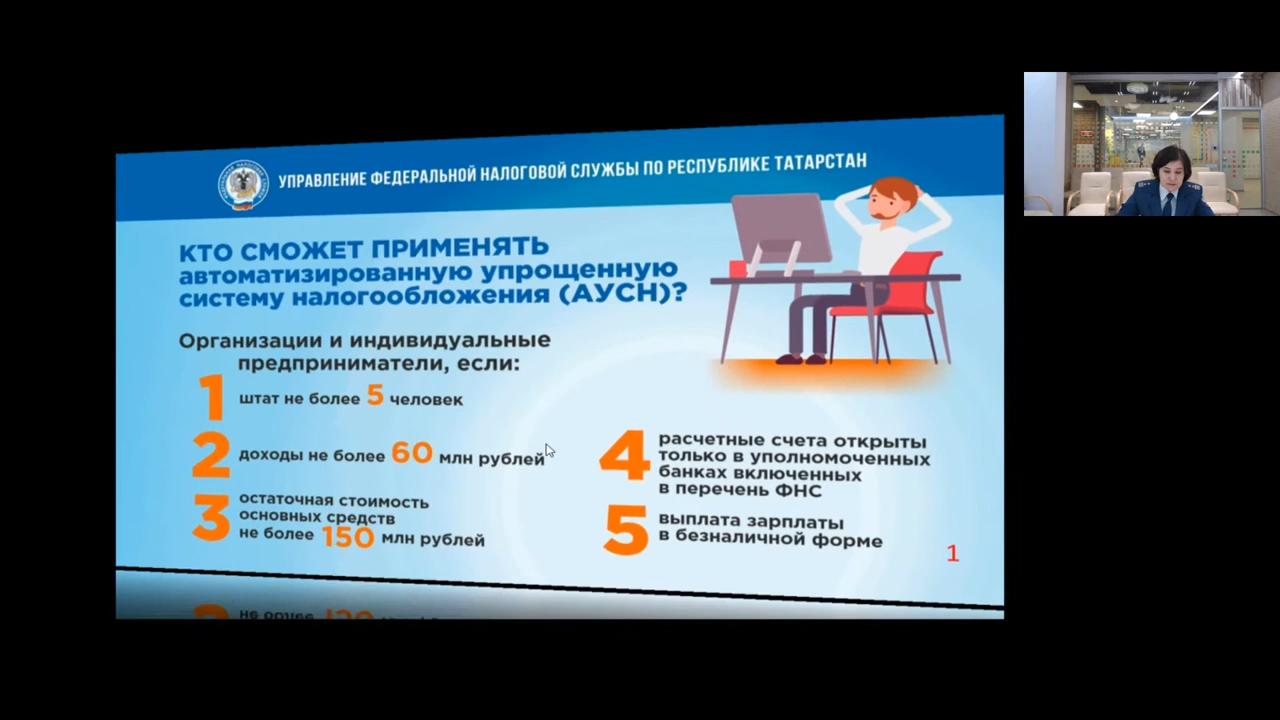 УПРАВЛЕНИЕ ФЕДЕРАЛЬНОЙ НАЛОГОВОЙ СЛУЖБЫ ПО РЕСПУБЛИКЕ ТАТАРСТАН
КТО СМОЖЕТ ПРИМЕНЯТЬ
автоматизированную упрощенную
систему налогообложения (АУСН)?
Организации и индивидуальные
предприниматели, если:
1 штат не более 5 человек
2 доходы не более 60 млн рублей
3 остаточная стоимость
основных средств
не более 150 млн рублей
4 расчетные счета открыты
только в уполномоченных
банках включенных
в перечень ФНС
5 выплата зарплаты
в безналичной форме
1